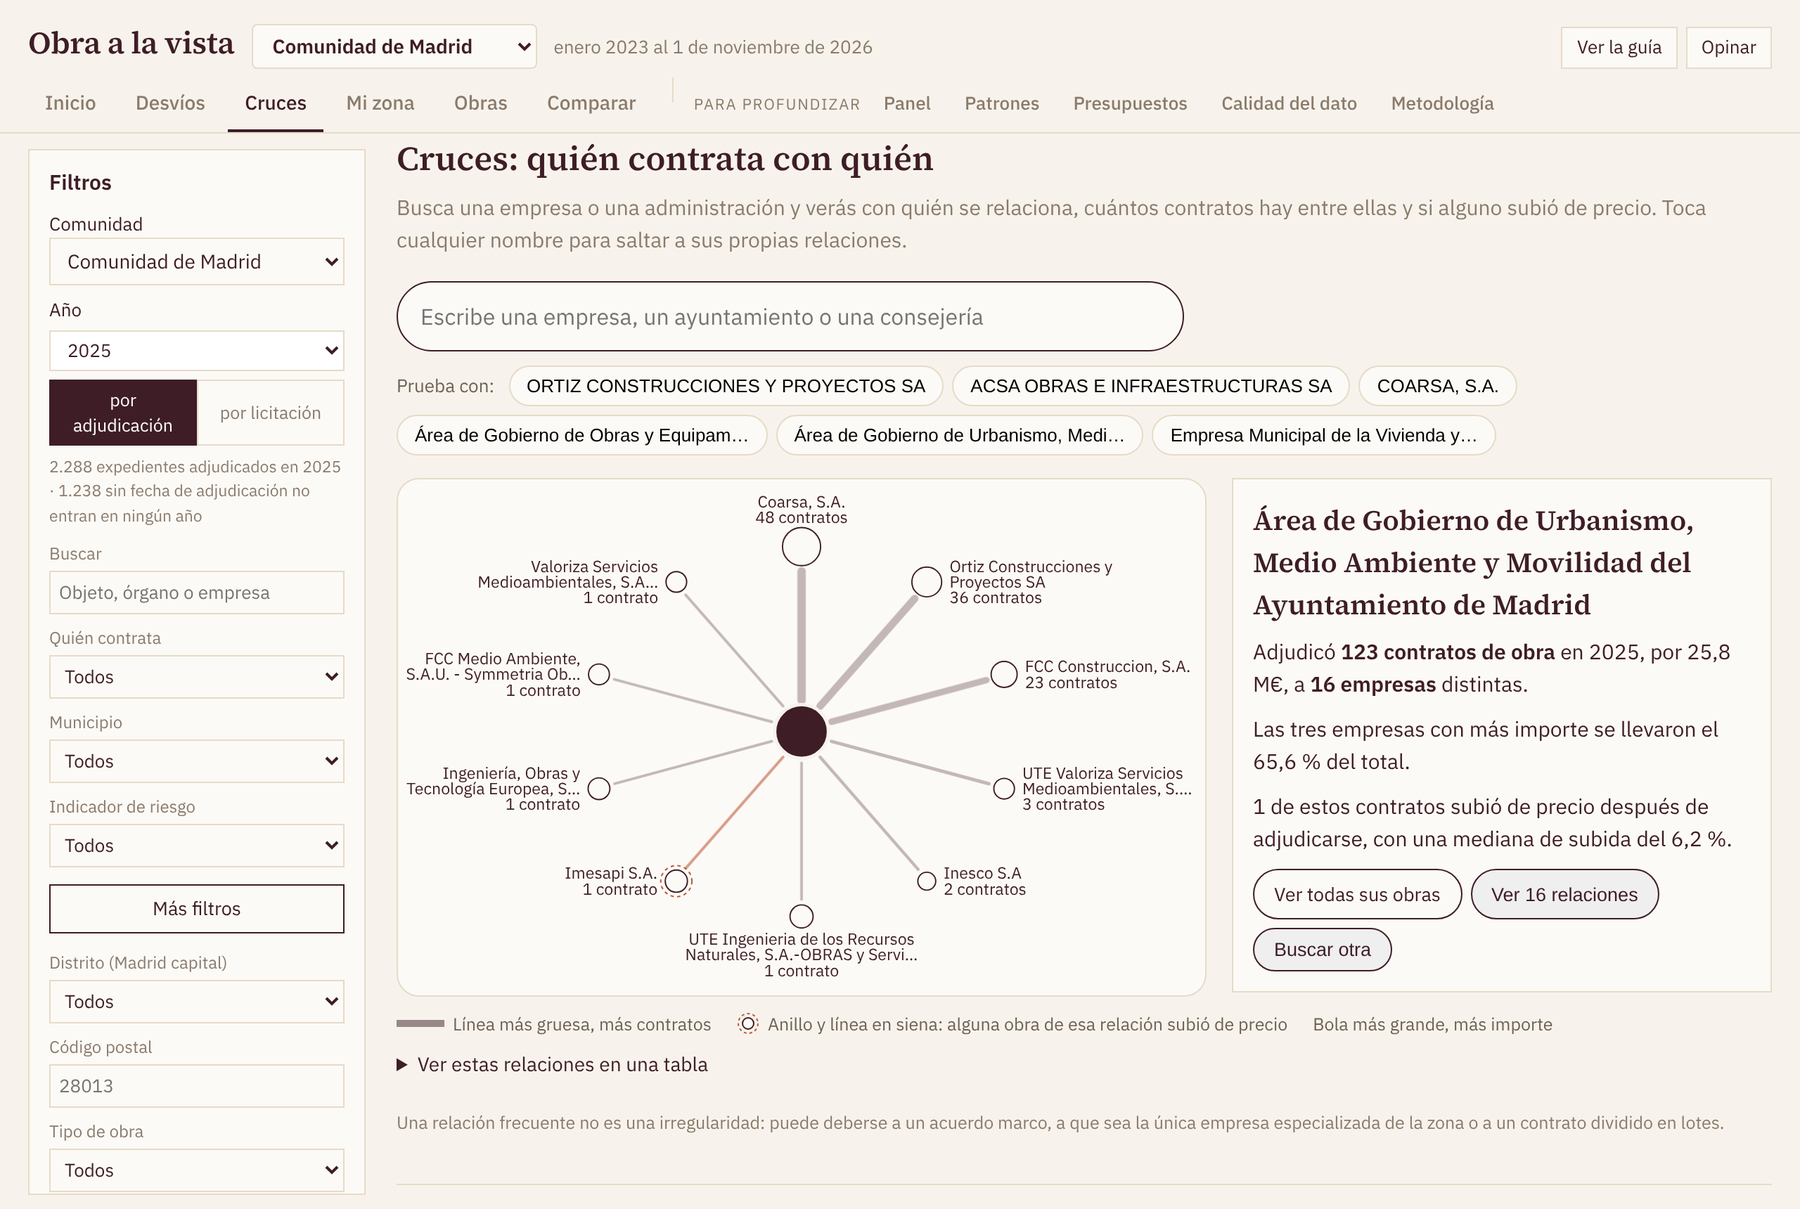 Obra a la vista
Comunidad de Madrid
enero 2023 al 1 de noviembre de 2026
Ver la guía
Opinar
Inicio
Desvíos
Cruces
Mi zona
Obras
Comparar
PARA PROFUNDIZAR
Panel
Patrones
Presupuestos
Calidad del dato
Metodología
Filtros
Comunidad
Comunidad de Madrid
Año
2025
por
adjudicación
por licitación
2.288 expedientes adjudicados en 2025
· 1.238 sin fecha de adjudicación no
entran en ningún año
Buscar
Objeto, órgano o empresa
Quién contrata
Todos
Municipio
Todos
Indicador de riesgo
Todos
Más filtros
Distrito (Madrid capital)
Todos
Código postal
28013
Tipo de obra
Todos
Cruces: quién contrata con quién
Busca una empresa o una administración y verás con quién se relaciona, cuántos contratos hay entre ellas y si alguno subió de precio. Toca
cualquier nombre para saltar a sus propias relaciones.
Escribe una empresa, un ayuntamiento o una consejería
Prueba con:
ORTIZ CONSTRUCCIONES Y PROYECTOS SA
ACSA OBRAS E INFRAESTRUCTURAS SA
COARSA, S.A.
Área de Gobierno de Obras y Equipam…
Área de Gobierno de Urbanismo, Medi…
Empresa Municipal de la Vivienda y…
Coarsa, S.A.
48 contratos
Ortiz Construcciones y
Proyectos SA
36 contratos
FCC Construccion, S.A.
23 contratos
UTE Valoriza Servicios
Medioambientales, S.…
3 contratos
Inesco S.A
2 contratos
UTE Ingenieria de los Recursos
Naturales, S.A.-OBRAS y Servi…
1 contrato
Imesapi S.A.
1 contrato
Ingeniería, Obras y
Tecnología Europea, S…
1 contrato
FCC Medio Ambiente,
S.A.U. - Symmetria Ob…
1 contrato
Valoriza Servicios
Medioambientales, S.A…
1 contrato
Área de Gobierno de Urbanismo,
Medio Ambiente y Movilidad del
Ayuntamiento de Madrid
Adjudicó 123 contratos de obra en 2025, por 25,8
M€, a 16 empresas distintas.
Las tres empresas con más importe se llevaron el
65,6 % del total.
1 de estos contratos subió de precio después de
adjudicarse, con una mediana de subida del 6,2 %.
Ver todas sus obras
Ver 16 relaciones
Buscar otra
Línea más gruesa, más contratos
Anillo y línea en siena: alguna obra de esa relación subió de precio
Bola más grande, más importe
Ver estas relaciones en una tabla
Una relación frecuente no es una irregularidad: puede deberse a un acuerdo marco, a que sea la única empresa especializada de la zona o a un contrato dividido en lotes.